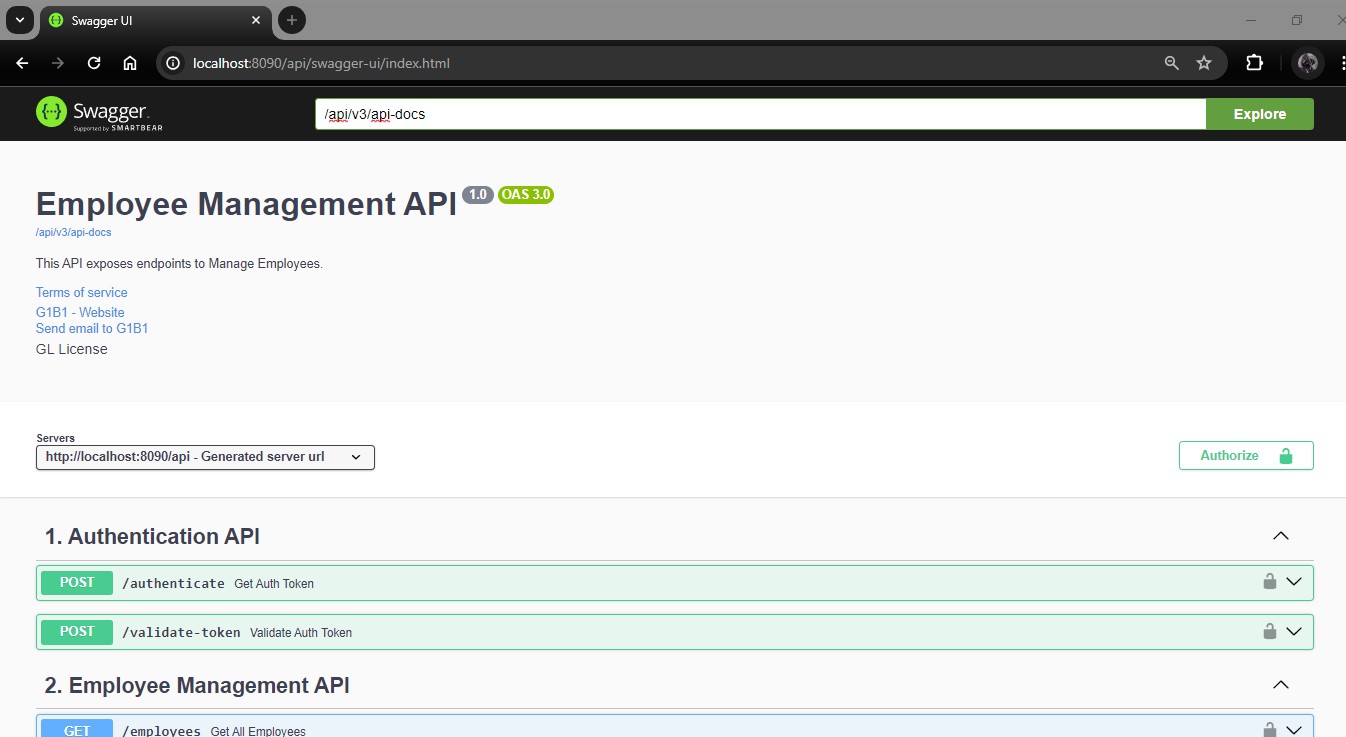 Swagger UI
localhost:8090/api/swagger-ui/index.html
Swagger.
Supported by SMARTBEAR
/api/v3/api-docs
Explore
Employee Management API 1.0 OAS 3.0
/api/v3/api-docs
This API exposes endpoints to Manage Employees.
Terms of service
G1B1 - Website
Send email to G1B1
GL License
Servers
http://localhost:8090/api - Generated server url
Authorize
1. Authentication API
POST /authenticate Get Auth Token
POST /validate-token Validate Auth Token
2. Employee Management API
GET /employees Get All Employees